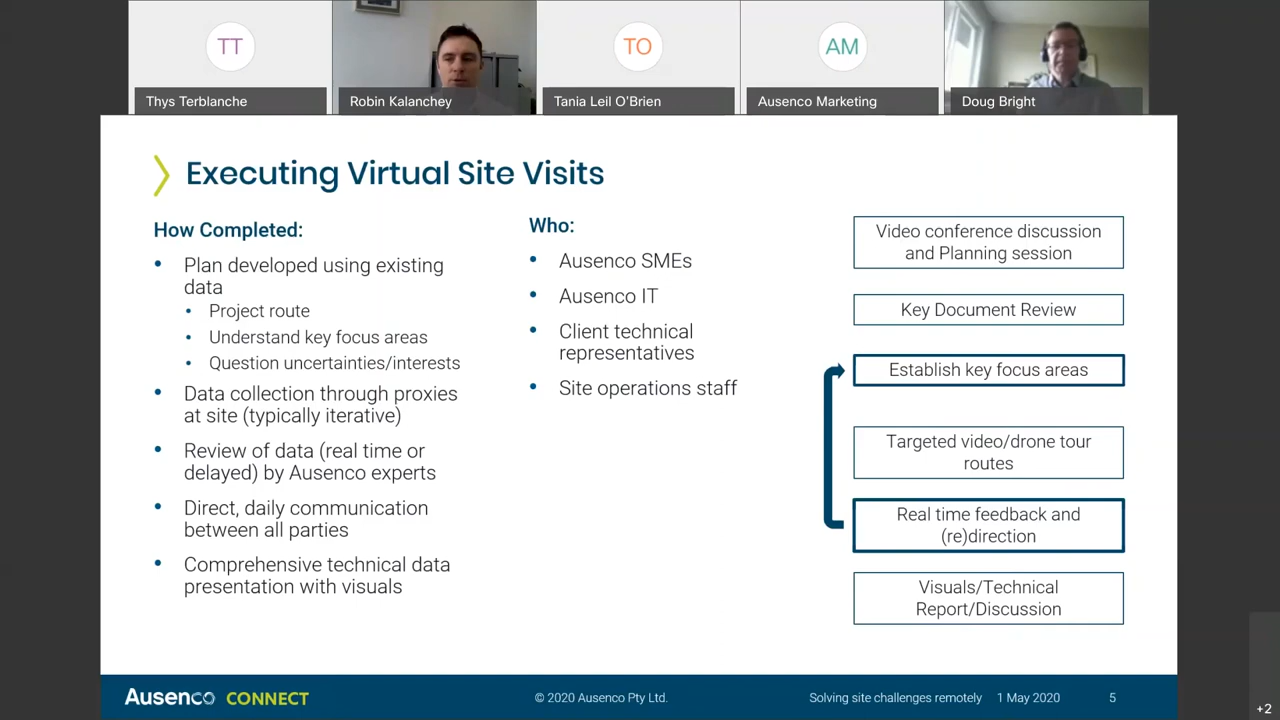 TT
TO
AM
Thys Terblanche
Robin Kalanchey
Tania Leil O'Brien
Ausenco Marketing
Doug Bright
Executing Virtual Site Visits
How Completed:
• Plan developed using existing
data
• Project route
• Understand key focus areas
• Question uncertainties/interests
• Data collection through proxies
at site (typically iterative)
• Review of data (real time or
delayed) by Ausenco experts
• Direct, daily communication
between all parties
• Comprehensive technical data
presentation with visuals
Who:
• Ausenco SMEs
• Ausenco IT
• Client technical
representatives
• Site operations staff
Video conference discussion
and Planning session
Key Document Review
Establish key focus areas
Targeted video/drone tour
routes
Real time feedback and
(re)direction
Visuals/Technical
Report/Discussion
Ausenco CONNECT
© 2020 Ausenco Pty Ltd.
Solving site challenges remotely
1 May 2020
5
+2